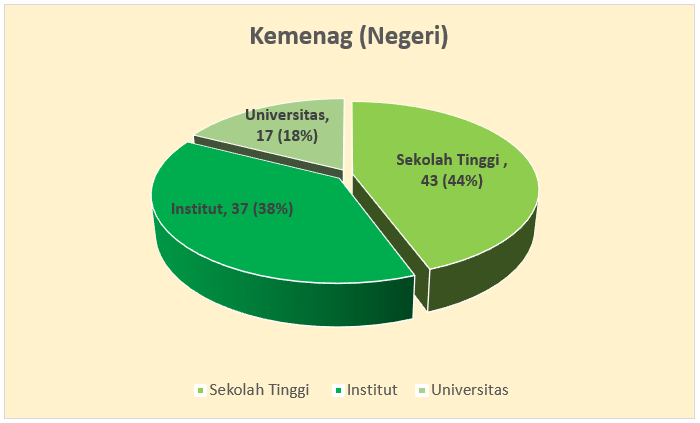 Kemenag (Negeri)
Universitas,
17 (18%)
Sekolah Tinggi ,
43 (44%)
Institut, 37 (38%)
Sekolah Tinggi
Institut
Universitas